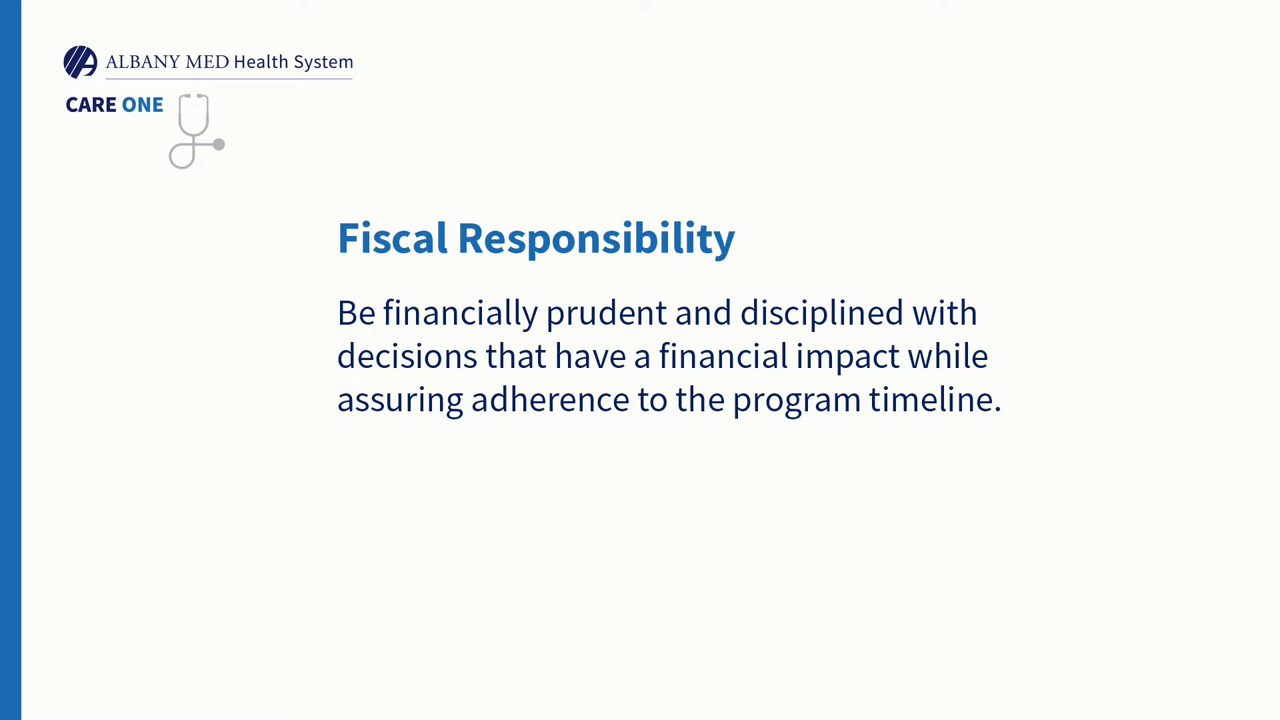 ALBANY MED Health System
CARE ONE
Fiscal Responsibility
Be financially prudent and disciplined with
decisions that have a financial impact while
assuring adherence to the program timeline.